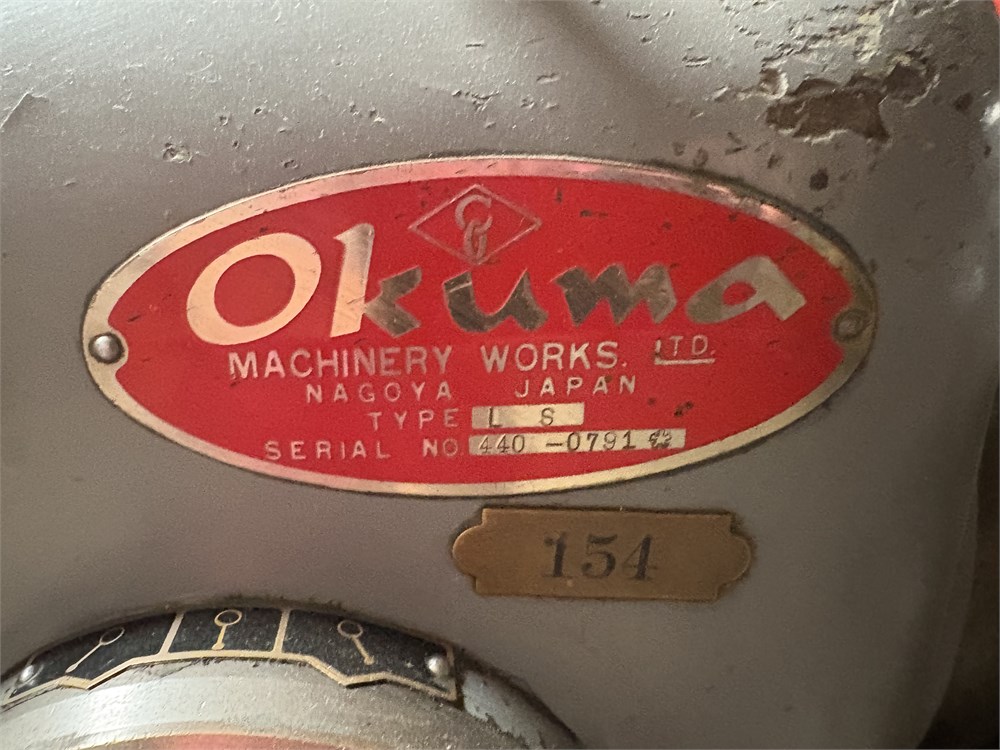 Okuma
MACHINERY WORKS. LTD.
NAGOYA JAPAN
TYPE L S
SERIAL NO. 440 -0791
154